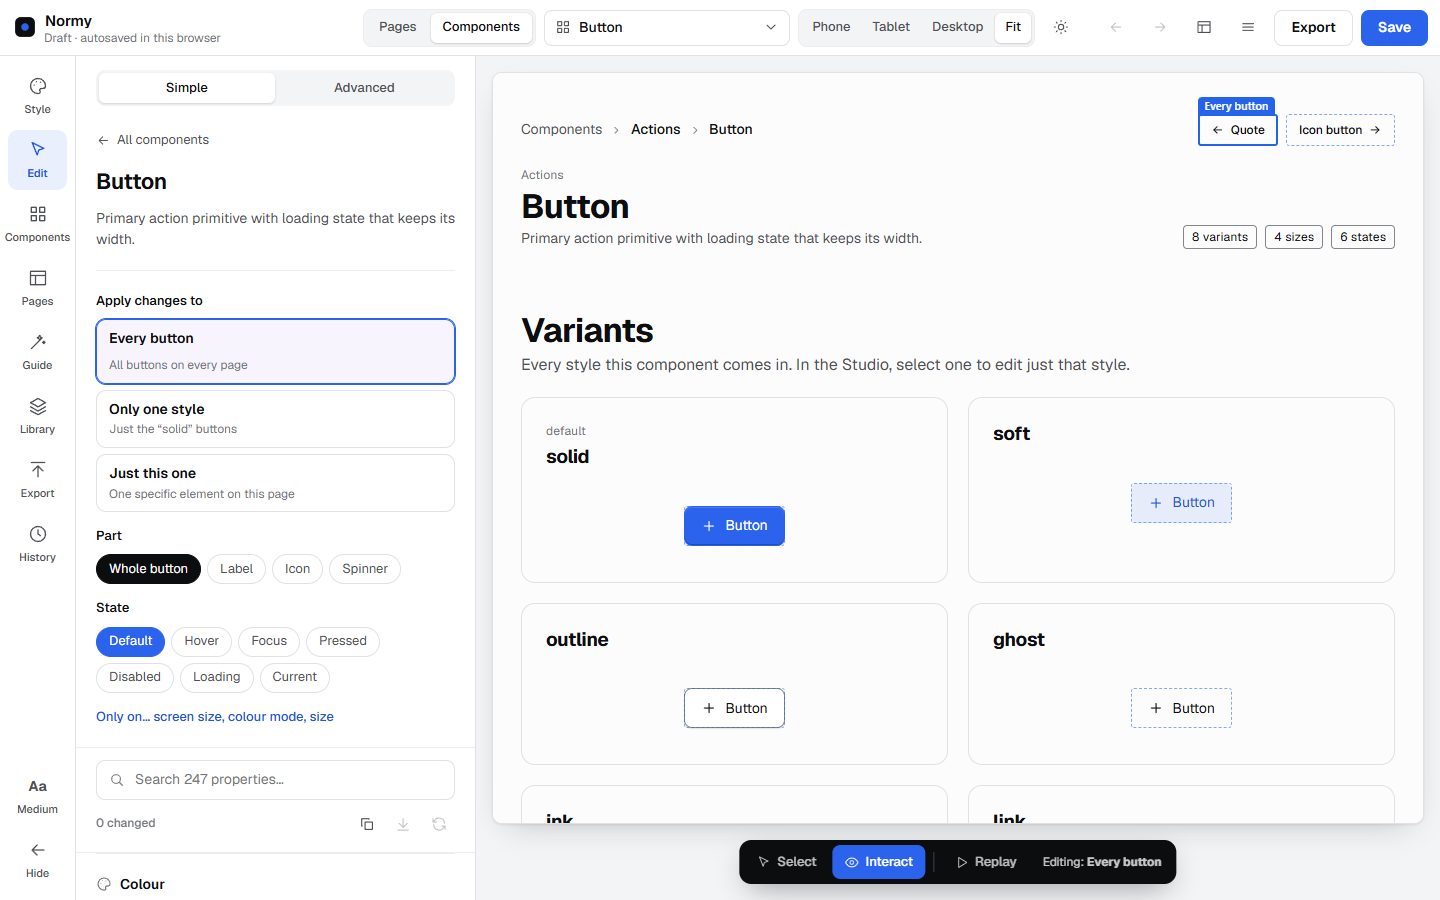 Normy
Draft · autosaved in this browser
Pages
Components
Button
Phone
Tablet
Desktop
Fit
Export
Save
Style
Edit
Components
Pages
Guide
Library
Export
History
Aa
Medium
Hide
Simple
Advanced
All components
Button
Primary action primitive with loading state that keeps its
width.
Apply changes to
Every button
All buttons on every page
Only one style
Just the “solid” buttons
Just this one
One specific element on this page
Part
Whole button
Label
Icon
Spinner
State
Default
Hover
Focus
Pressed
Disabled
Loading
Current
Only on... screen size, colour mode, size
Search 247 properties...
0 changed
Colour
Components
Actions
Button
Every button
Quote
Icon button
Actions
Button
Primary action primitive with loading state that keeps its width.
8 variants
4 sizes
6 states
Variants
Every style this component comes in. In the Studio, select one to edit just that style.
default
solid
Button
soft
Button
outline
Button
ghost
Button
ink
link
Select
Interact
Replay
Editing: Every button